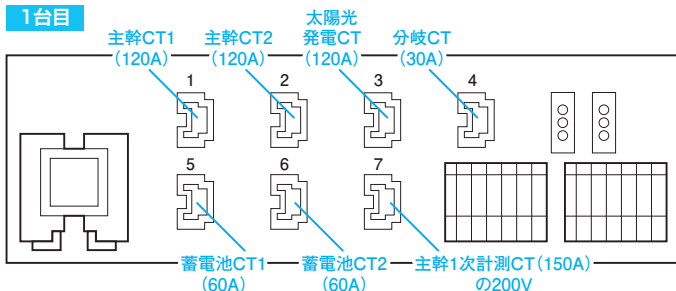 1台目
主幹CT1
(120A)
主幹CT2
(120A)
太陽光
発電CT
(120A)
分岐CT
(30A)
1
2
3
4
5
6
7
蓄電池CT1
(60A)
蓄電池CT2
(60A)
主幹1次計測CT(150A)
の200V